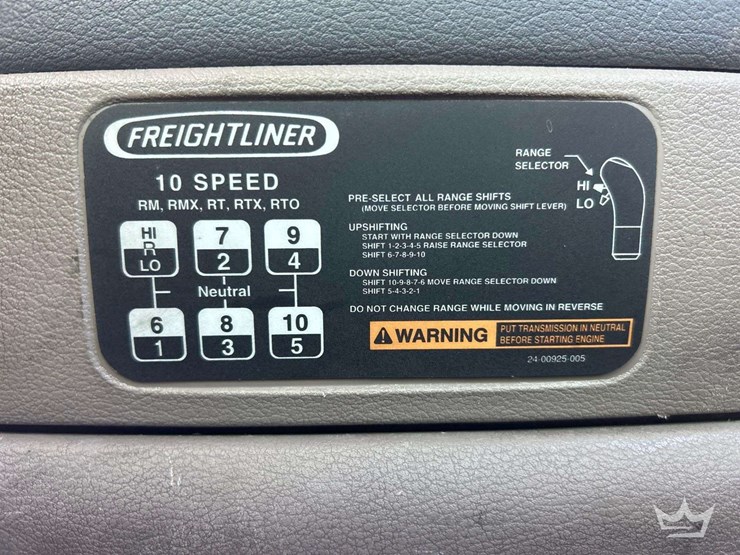 FREIGHTLINER
10 SPEED
RM, RMX, RT, RTX, RTO
HI
R
LO
7
2
9
4
Neutral
6
1
8
3
10
5
RANGE
SELECTOR
HI
LO
PRE-SELECT ALL RANGE SHIFTS
(MOVE SELECTOR BEFORE MOVING SHIFT LEVER)
UPSHIFTING
START WITH RANGE SELECTOR DOWN
SHIFT 1-2-3-4-5 RAISE RANGE SELECTOR
SHIFT 6-7-8-9-10
DOWN SHIFTING
SHIFT 10-9-8-7-6 MOVE RANGE SELECTOR DOWN
SHIFT 5-4-3-2-1
DO NOT CHANGE RANGE WHILE MOVING IN REVERSE
WARNING
PUT TRANSMISSION IN NEUTRAL
BEFORE STARTING ENGINE
24-00925-005